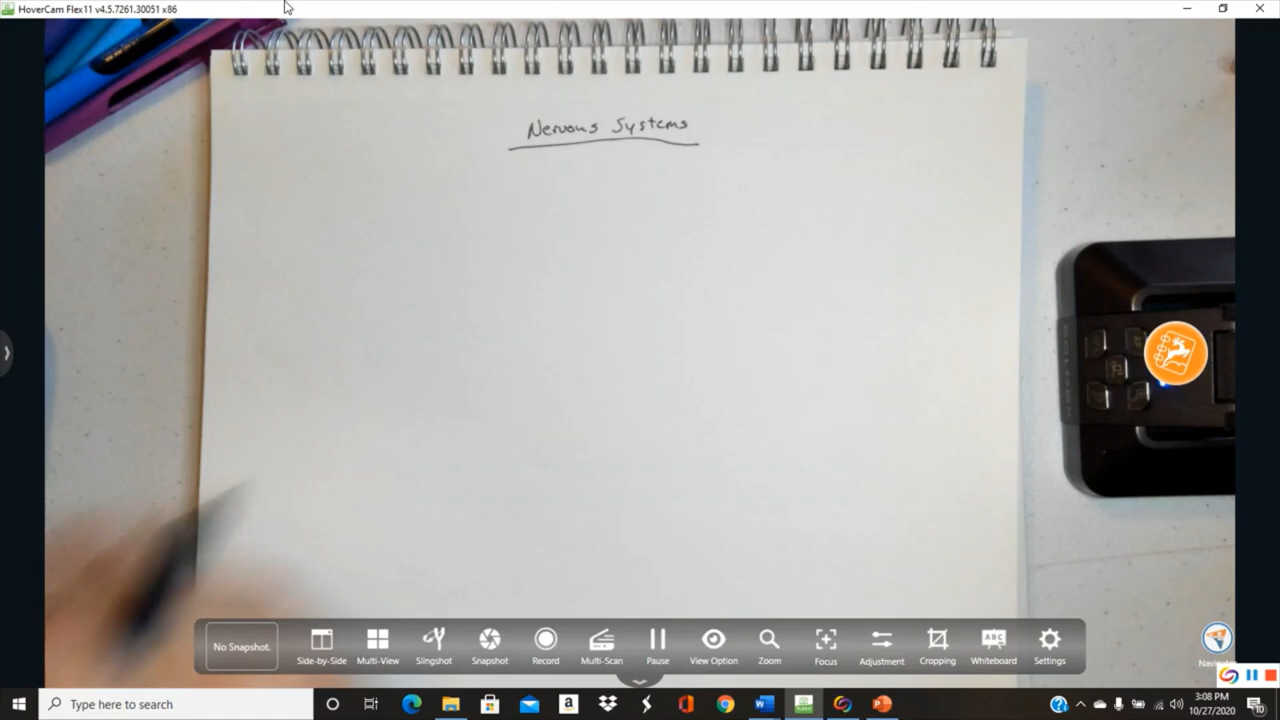 HoverCam Flex11 v4.5.7261.30051 x86
Nervous Systems
No Snapshot.
Side-by-Side
Multi-View
Slingshot
Snapshot
Record
Multi-Scan
Pause
View Option
Zoom
Focus
Adjustment
Cropping
ABC
Whiteboard
Settings
Type here to search
3:08 PM
10/27/2020
10